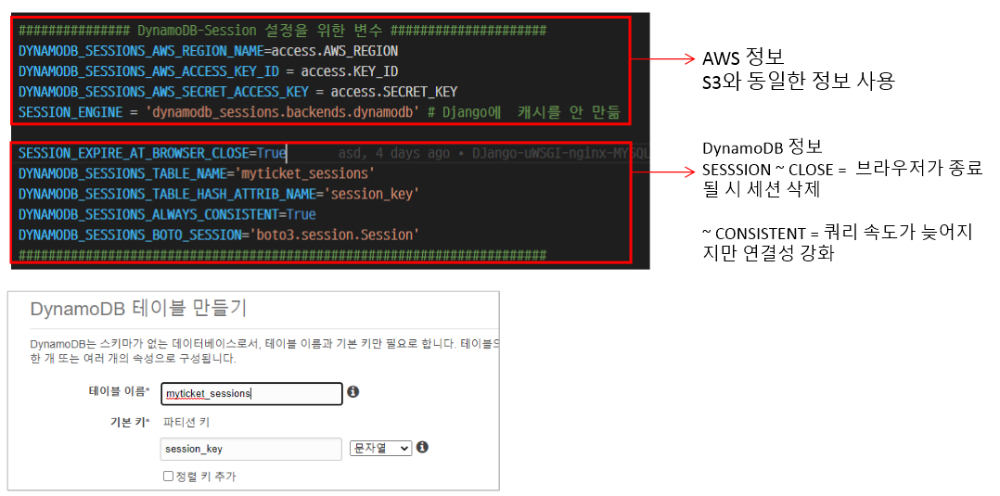 ############### DynamoDB-Session 설정을 위한 변수 #####################
DYNAMODB_SESSIONS_AWS_REGION_NAME=access.AWS_REGION
DYNAMODB_SESSIONS_AWS_ACCESS_KEY_ID = access.KEY_ID
DYNAMODB_SESSIONS_AWS_SECRET_ACCESS_KEY = access.SECRET_KEY
SESSION_ENGINE = 'dynamodb_sessions.backends.dynamodb' # Django에 캐시를 안 만듦
AWS 정보
S3와 동일한 정보 사용
SESSION_EXPIRE_AT_BROWSER_CLOSE=True asd, 4 days ago • DJango-uWSGI-nginx-MYSQL
DYNAMODB_SESSIONS_TABLE_NAME='myticket_sessions'
DYNAMODB_SESSIONS_TABLE_HASH_ATTRIB_NAME='session_key'
DYNAMODB_SESSIONS_ALWAYS_CONSISTENT=True
DYNAMODB_SESSIONS_BOTO_SESSION='boto3.session.Session'
#######################################################################
DynamoDB 정보
SESSSION ~ CLOSE = 브라우저가 종료
될 시 세션 삭제
~ CONSISTENT = 쿼리 속도가 늦어지
지만 연결성 강화
DynamoDB 테이블 만들기
DynamoDB는 스키마가 없는 데이터베이스로서, 테이블 이름과 기본 키만 필요로 합니다. 테이블의
한 개 또는 여러 개의 속성으로 구성됩니다.
테이블 이름* myticket_sessions
기본 키* 파티션 키
session_key 문자열
정렬 키 추가